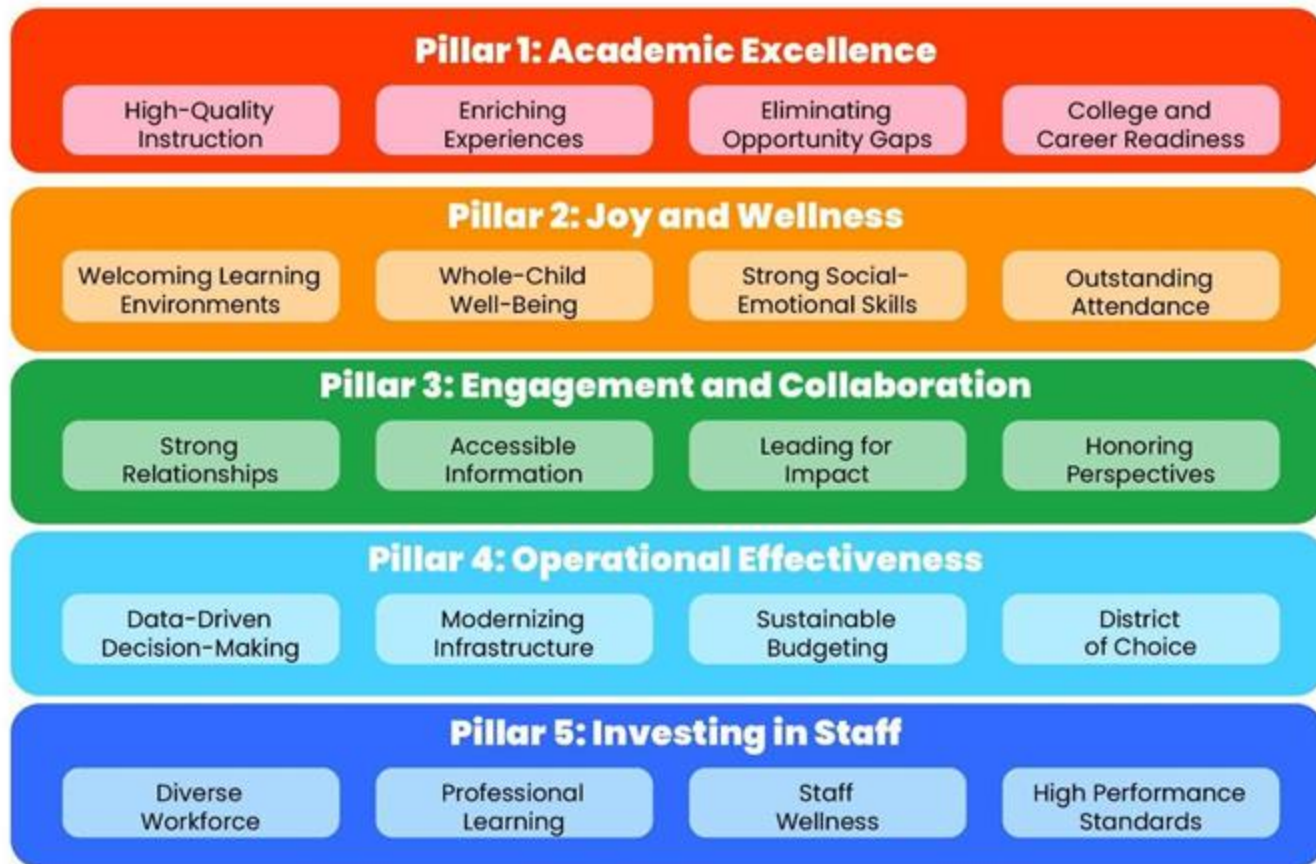 Pillar 1: Academic Excellence
High-Quality
Instruction
Enriching
Experiences
Eliminating
Opportunity Gaps
College and
Career Readiness
Pillar 2: Joy and Wellness
Welcoming Learning
Environments
Whole-Child
Well-Being
Strong Social-
Emotional Skills
Outstanding
Attendance
Pillar 3: Engagement and Collaboration
Strong
Relationships
Accessible
Information
Leading for
Impact
Honoring
Perspectives
Pillar 4: Operational Effectiveness
Data-Driven
Decision-Making
Modernizing
Infrastructure
Sustainable
Budgeting
District
of Choice
Pillar 5: Investing in Staff
Diverse
Workforce
Professional
Learning
Staff
Wellness
High Performance
Standards